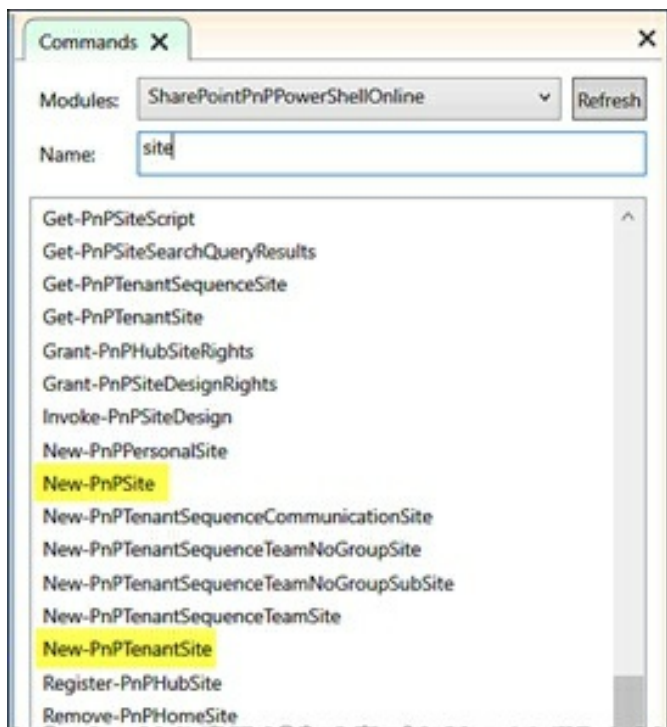 Commands X
X
Modules: SharePointPnPPowerShellOnline Refresh
Name: site
Get-PnPSiteScript
Get-PnPSiteSearchQueryResults
Get-PnPTenantSequenceSite
Get-PnPTenantSite
Grant-PnPHubSiteRights
Grant-PnPSiteDesignRights
Invoke-PnPSiteDesign
New-PnPPersonalSite
New-PnPSite
New-PnPTenantSequenceCommunicationSite
New-PnPTenantSequenceTeamNoGroupSite
New-PnPTenantSequenceTeamNoGroupSubSite
New-PnPTenantSequenceTeamSite
New-PnPTenantSite
Register-PnPHubSite
Remove-PnPHomeSite